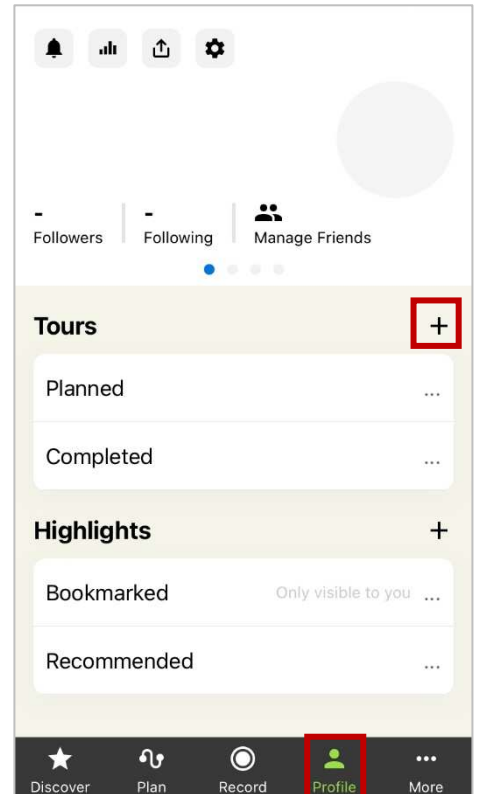 -
-
Followers
Following
Manage Friends
Tours +
Planned ...
Completed ...
Highlights +
Bookmarked Only visible to you ...
Recommended ...
Discover Plan Record Profile More